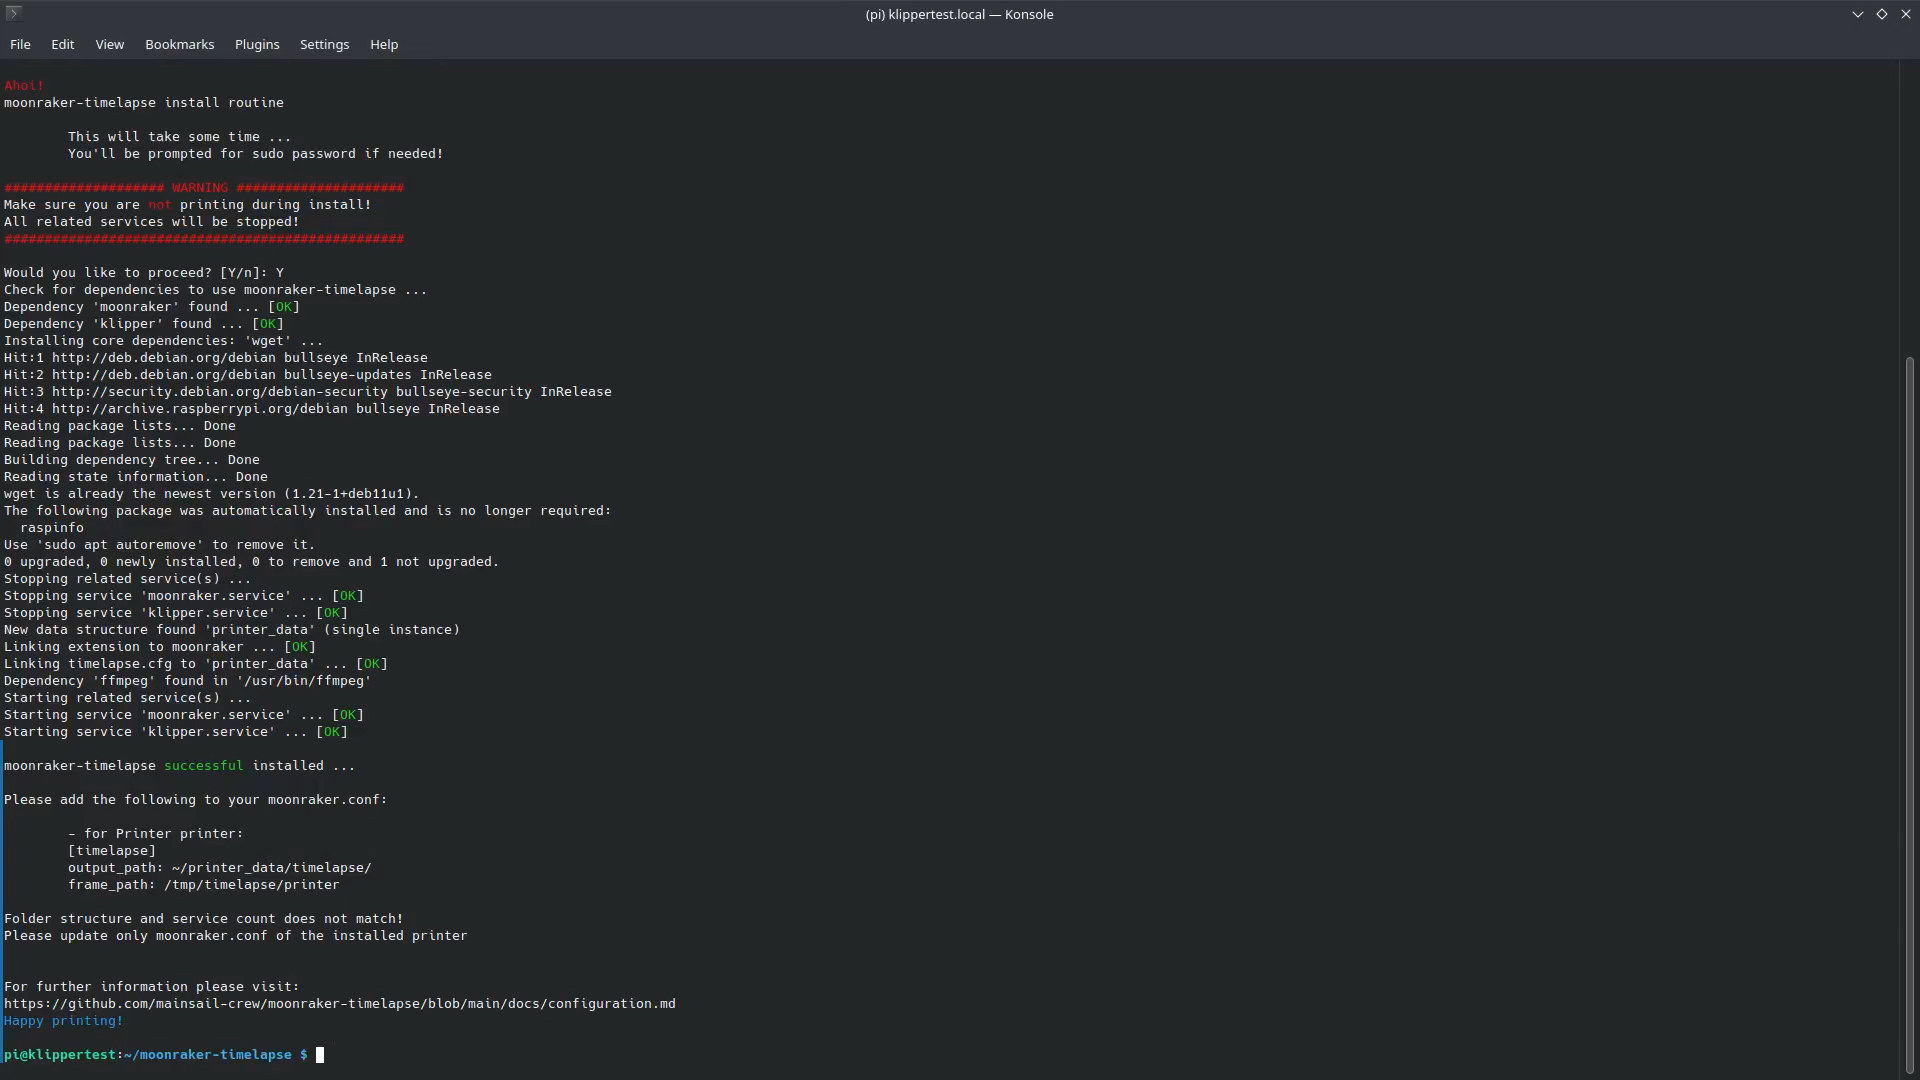 (pi) klippertest.local — Konsole
File Edit View Bookmarks Plugins Settings Help
Ahoi!
moonraker-timelapse install routine
This will take some time ...
You'll be prompted for sudo password if needed!
#################### WARNING #####################
Make sure you are not printing during install!
All related services will be stopped!
##################################################
Would you like to proceed? [Y/n]: Y
Check for dependencies to use moonraker-timelapse ...
Dependency 'moonraker' found ... [OK]
Dependency 'klipper' found ... [OK]
Installing core dependencies: 'wget' ...
Hit:1 http://deb.debian.org/debian bullseye InRelease
Hit:2 http://deb.debian.org/debian bullseye-updates InRelease
Hit:3 http://security.debian.org/debian-security bullseye-security InRelease
Hit:4 http://archive.raspberrypi.org/debian bullseye InRelease
Reading package lists... Done
Reading package lists... Done
Building dependency tree... Done
Reading state information... Done
wget is already the newest version (1.21-1+deb11u1).
The following package was automatically installed and is no longer required:
raspinfo
Use 'sudo apt autoremove' to remove it.
0 upgraded, 0 newly installed, 0 to remove and 1 not upgraded.
Stopping related service(s) ...
Stopping service 'moonraker.service' ... [OK]
Stopping service 'klipper.service' ... [OK]
New data structure found 'printer_data' (single instance)
Linking extension to moonraker ... [OK]
Linking timelapse.cfg to 'printer_data' ... [OK]
Dependency 'ffmpeg' found in '/usr/bin/ffmpeg'
Starting related service(s) ...
Starting service 'moonraker.service' ... [OK]
Starting service 'klipper.service' ... [OK]
moonraker-timelapse successful installed ...
Please add the following to your moonraker.conf:
- for Printer printer:
[timelapse]
output_path: ~/printer_data/timelapse/
frame_path: /tmp/timelapse/printer
Folder structure and service count does not match!
Please update only moonraker.conf of the installed printer
For further information please visit:
https://github.com/mainsail-crew/moonraker-timelapse/blob/main/docs/configuration.md
Happy printing!
pi@klippertest:~/moonraker-timelapse $